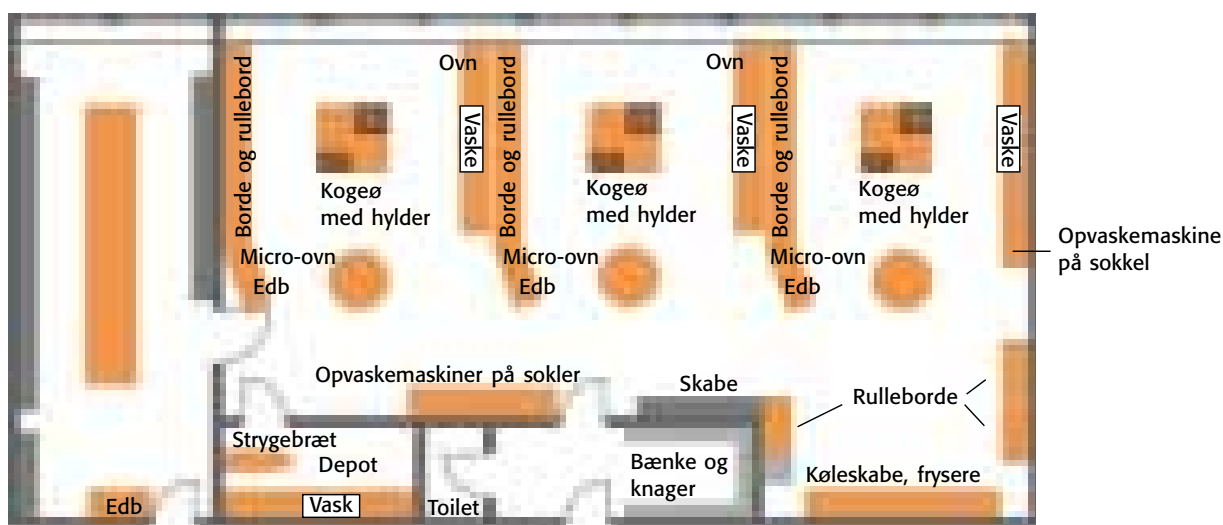 Ovn
Ovn
Borde og rullebord
Vaske
Borde og rullebord
Vaske
Borde og rullebord
Vaske
Kogeø
med hylder
Kogeø
med hylder
Kogeø
med hylder
Micro-ovn
Edb
Micro-ovn
Edb
Micro-ovn
Edb
Opvaskemaskine
på sokkel
Opvaskemaskiner på sokler
Skabe
Rulleborde
Strygebræt
Depot
Bænke og
knager
Køleskabe, frysere
Edb
Vask
Toilet